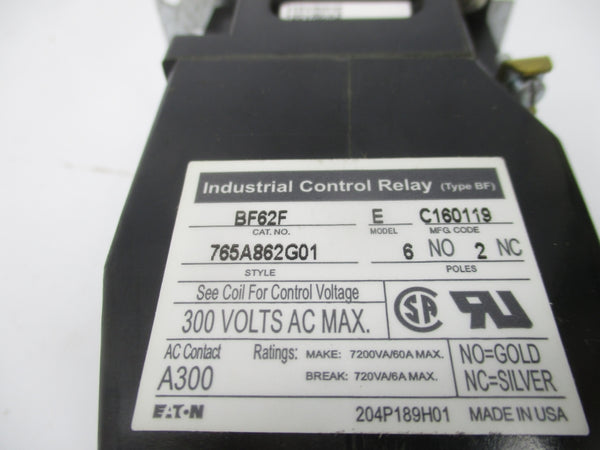 Industrial Control Relay (Type BF)
BF62F E C160119
CAT. NO. MODEL MFG. CODE
765A862G01 6 NO 2 NC
STYLE POLES
See Coil For Control Voltage
300 VOLTS AC MAX.
AC Contact Ratings: MAKE: 7200VA/60A MAX.
A300 BREAK: 720VA/6A MAX.
NO=GOLD
NC=SILVER
EATON 204P189H01 MADE IN USA